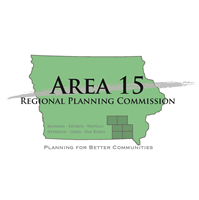 AREA 15
REGIONAL PLANNING COMMISSION
PLANNING FOR BETTER COMMUNITIES